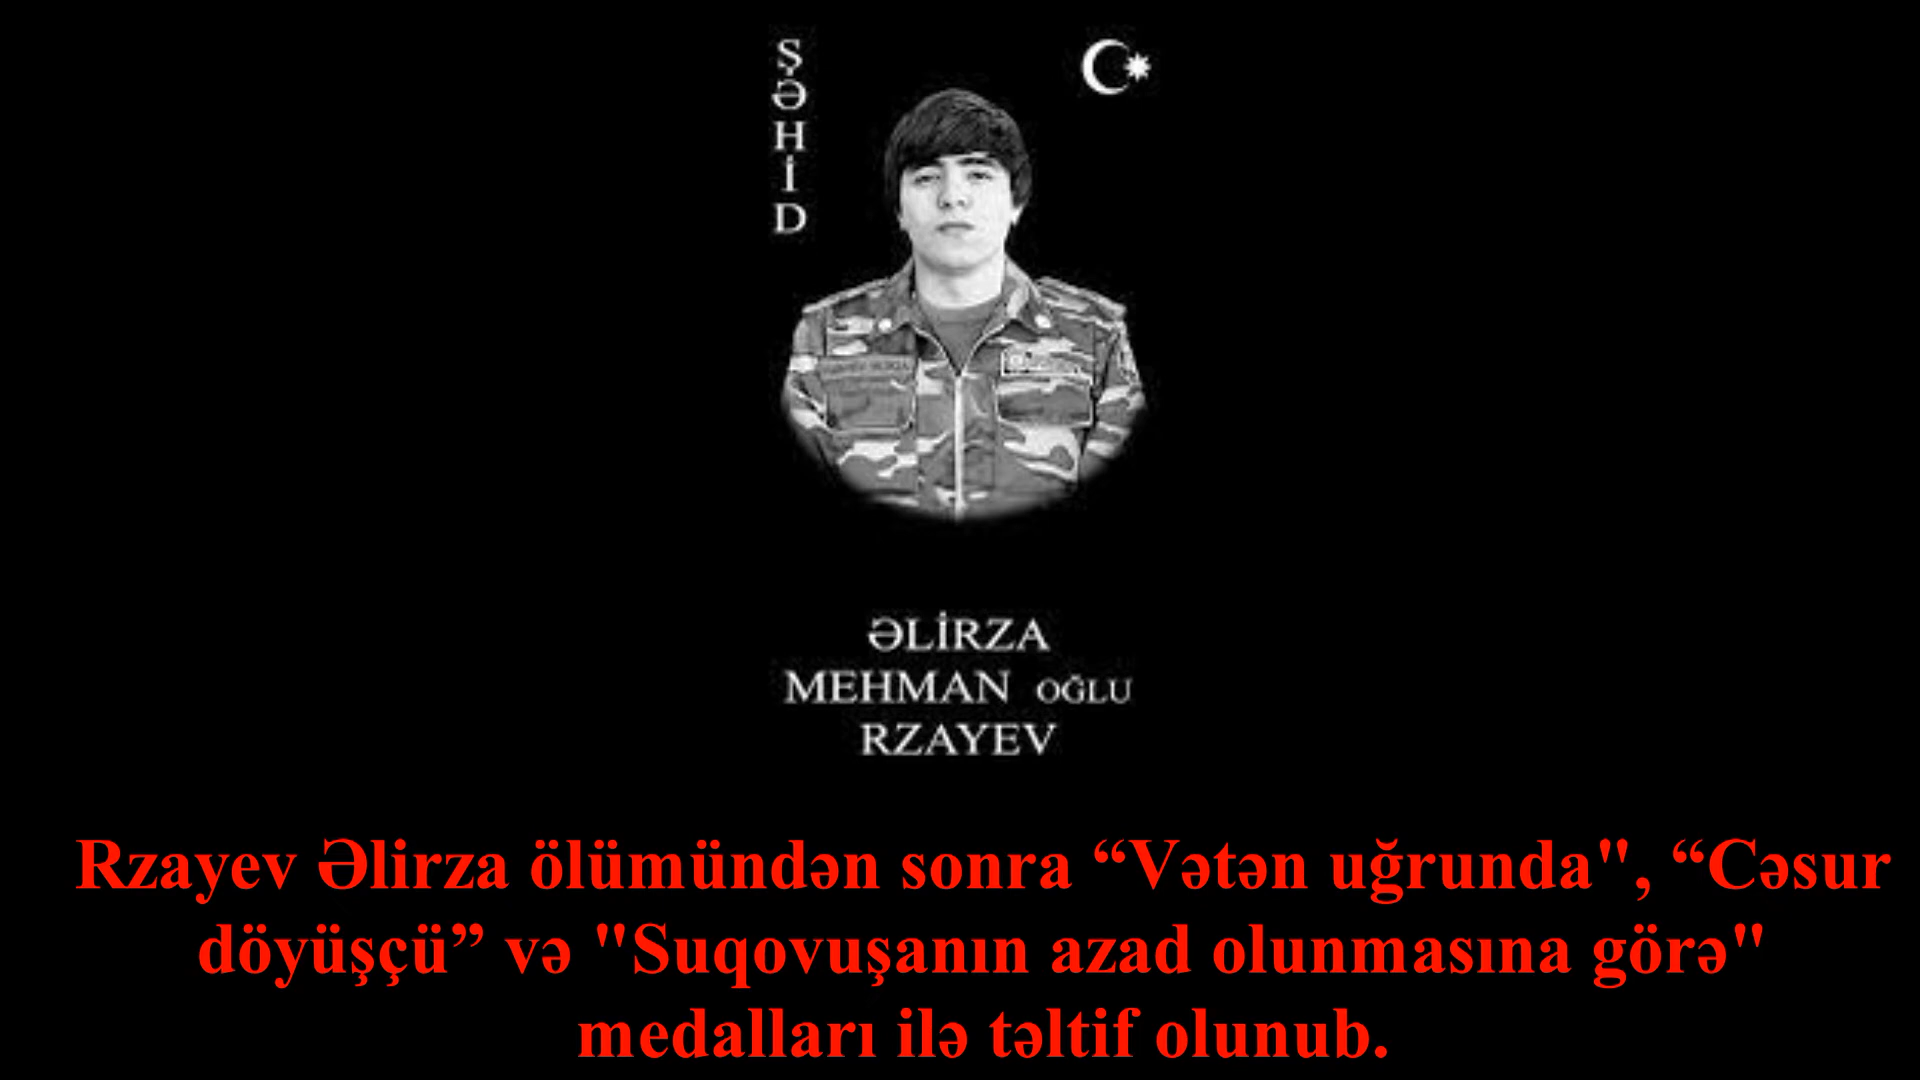 ŞƏHİD
ƏLİRZA
MEHMAN OĞLU
RZAYEV
Rzayev Əlirza ölümündən sonra “Vətən uğrunda", “Cəsur
döyüşçü” və "Suqovuşanın azad olunmasına görə"
medalları ilə təltif olunub.